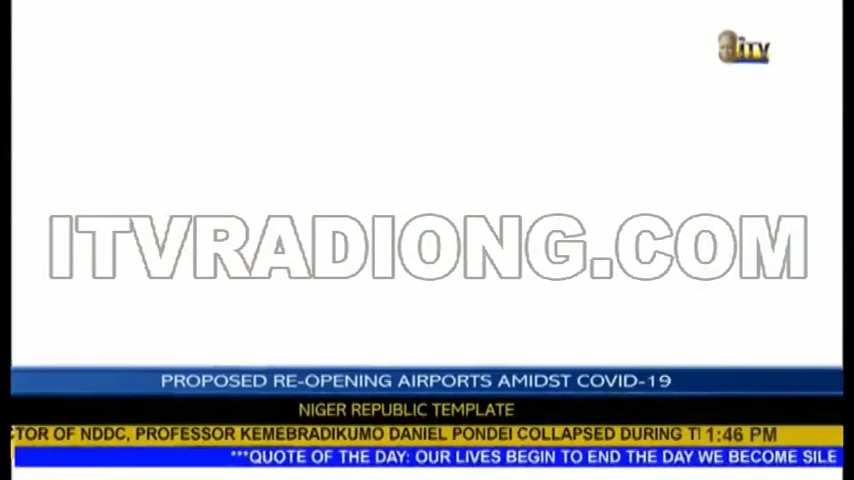 iTV
ITVRADIONG.COM
PROPOSED RE-OPENING AIRPORTS AMIDST COVID-19
NIGER REPUBLIC TEMPLATE
TOR OF NDDC, PROFESSOR KEMEBRADIKUMO DANIEL PONDEI COLLAPSED DURING T 1:46 PM
***QUOTE OF THE DAY: OUR LIVES BEGIN TO END THE DAY WE BECOME SILE